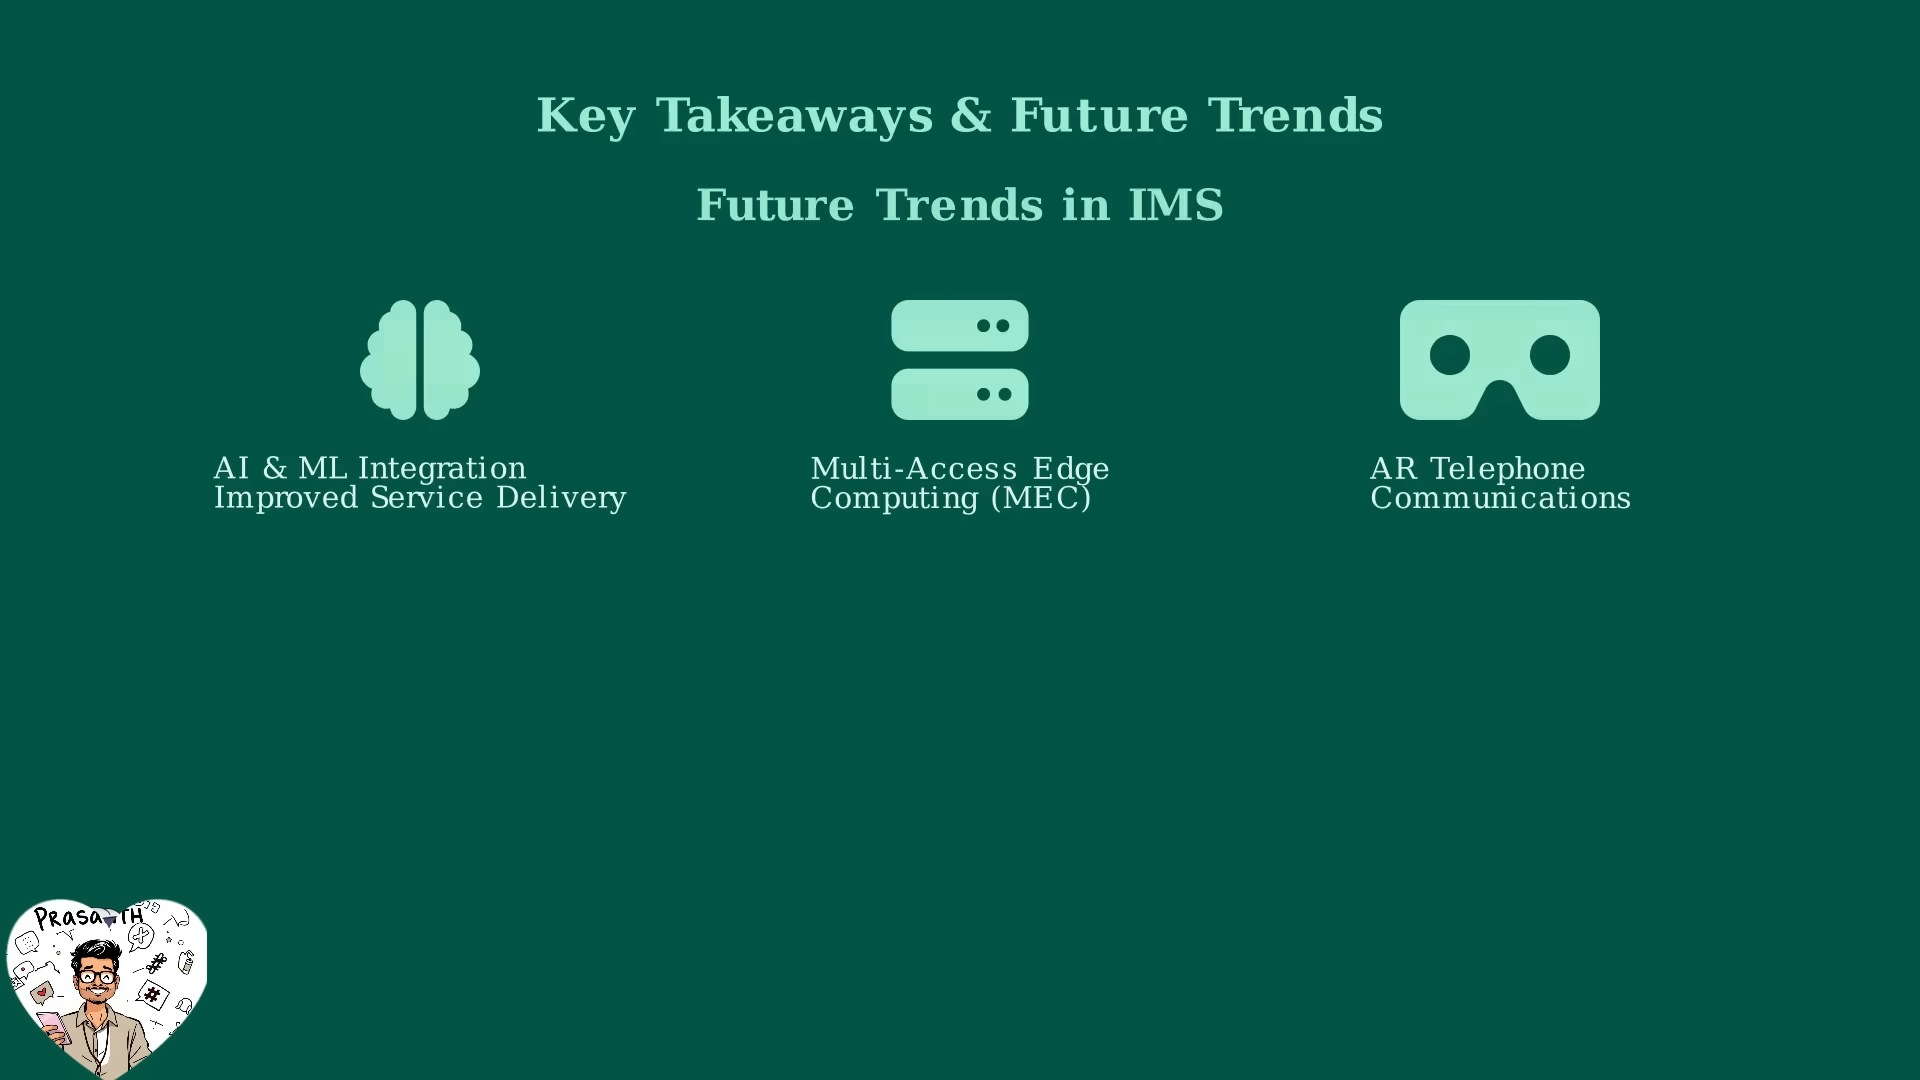 Key Takeaways & Future Trends
Future Trends in IMS
AI & ML Integration
Improved Service Delivery
Multi-Access Edge
Computing (MEC)
AR Telephone
Communications